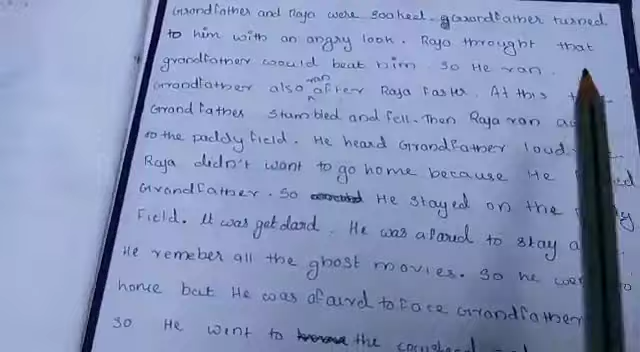 Grandfather and Raja were soaked. Grandfather turned
to him with an angry look. Raja throught that
grandfather would beat him. So He ran.
Grandfather also ran after Raja Faster. At this
Grand Father stumbled and fell. Then Raja ran
to the paddy field. He heard Grandfather loud
Raja didn't want to go home because He
Grandfather. So He stayed on the
Field. It was get dard. He was afared to stay
He remeber all the ghost movies. So he
home but He was afaird to Face Grandfather
So He went to the